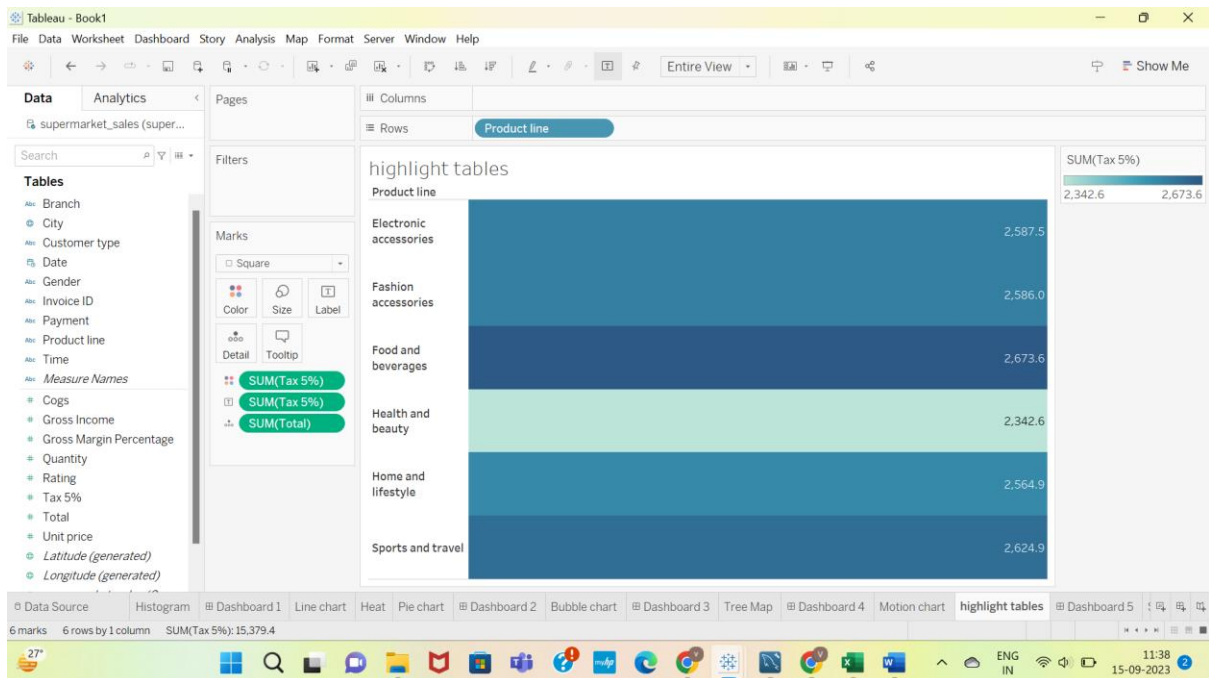 Tableau - Book1
File Data Worksheet Dashboard Story Analysis Map Format Server Window Help
Entire View
Show Me
Data Analytics
supermarket_sales (super...
Search
Tables
Abc Branch
City
Abc Customer type
Date
Abc Gender
Abc Invoice ID
Abc Payment
Abc Product line
Abc Time
Abc Measure Names
# Cogs
# Gross Income
# Gross Margin Percentage
# Quantity
# Rating
# Tax 5%
# Total
# Unit price
Latitude (generated)
Longitude (generated)
Pages
Filters
Marks
Square
Color Size Label
Detail Tooltip
SUM(Tax 5%)
SUM(Tax 5%)
SUM(Total)
Columns
Rows Product line
highlight tables
Product line
Electronic
accessories 2,587.5
Fashion
accessories 2,586.0
Food and
beverages 2,673.6
Health and
beauty 2,342.6
Home and
lifestyle 2,564.9
Sports and travel 2,624.9
SUM(Tax 5%)
2,342.6 2,673.6
Data Source Histogram Dashboard 1 Line chart Heat Pie chart Dashboard 2 Bubble chart Dashboard 3 Tree Map Dashboard 4 Motion chart highlight tables Dashboard 5
6 marks 6 rows by 1 column SUM(Tax 5%): 15,379.4
27°
ENG
IN
11:38
15-09-2023
2